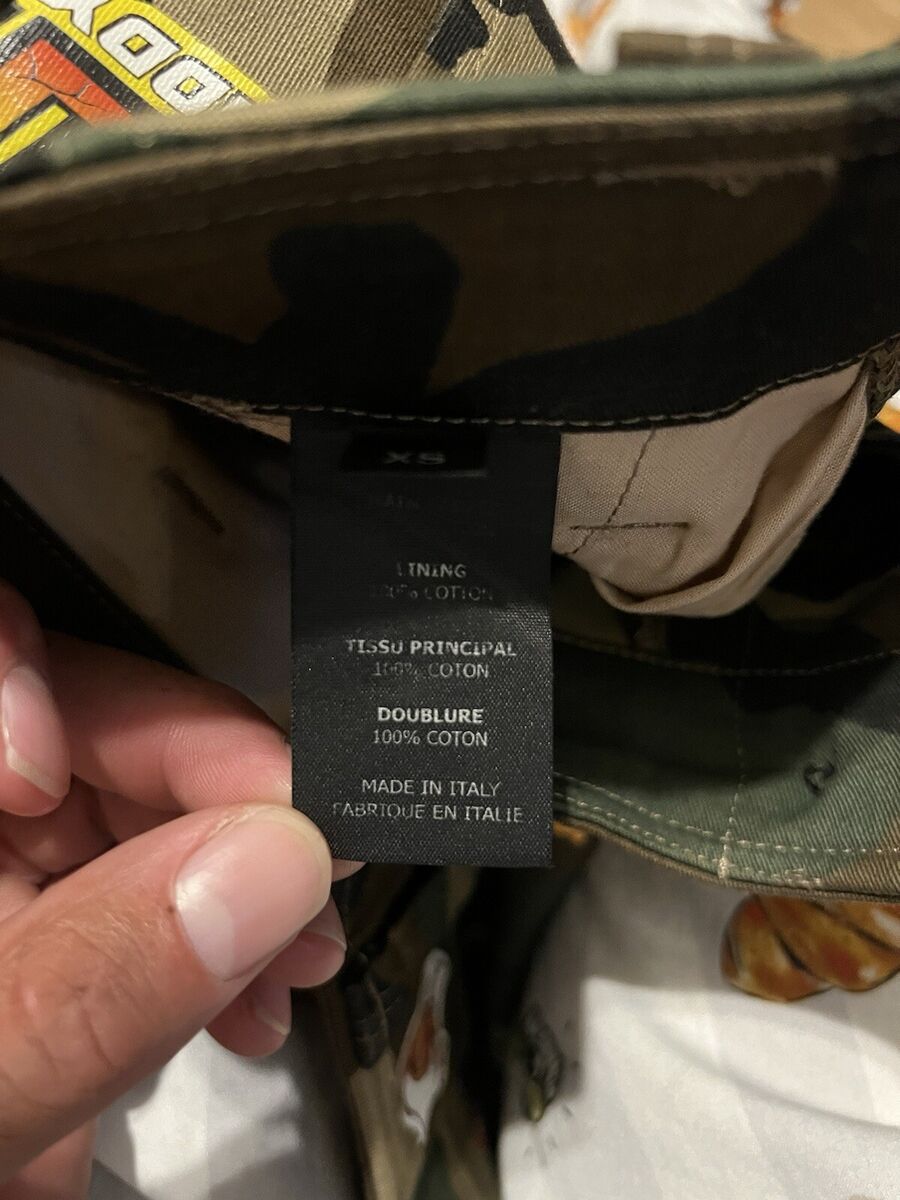 XS
LINING
100% COTTON
TISSU PRINCIPAL
100% COTON
DOUBLURE
100% COTON
MADE IN ITALY
FABRIQUE EN ITALIE